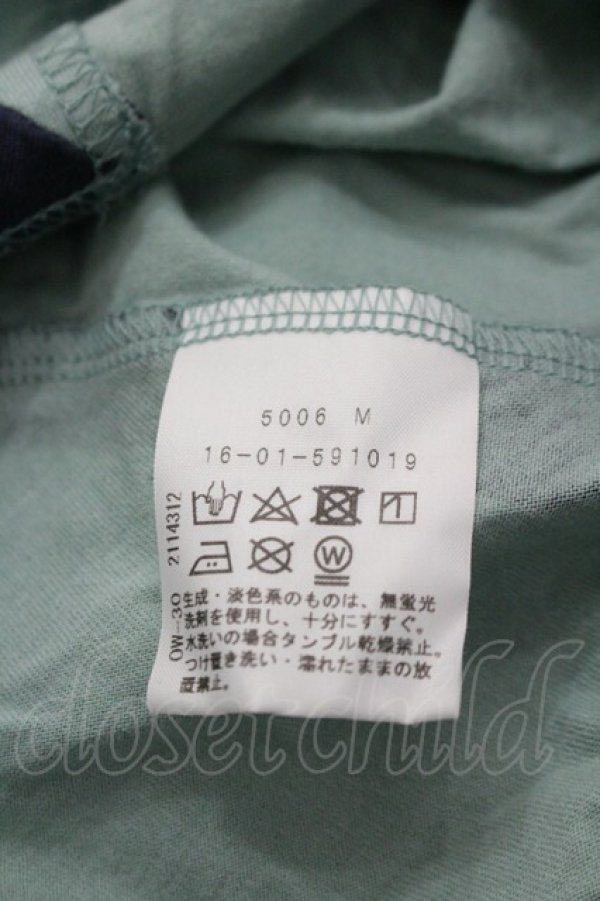 5006 M
16-01-591019
W
生成・淡色系のものは、無蛍光
洗剤を使用し、十分にすすぐ。
水洗いの場合タンブル乾燥禁止。
つけ置き洗い・濡れたままの放
置禁止。
OW-30 2114312
closet child